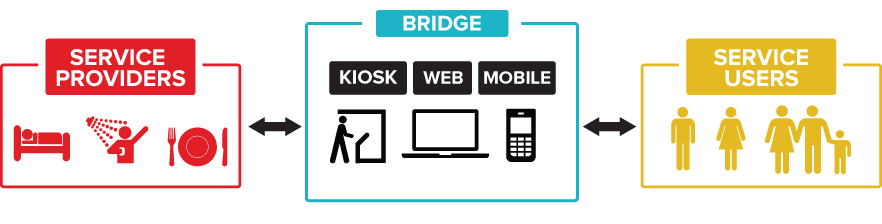 SERVICE
PROVIDERS
BRIDGE
KIOSK
WEB
MOBILE
SERVICE
USERS